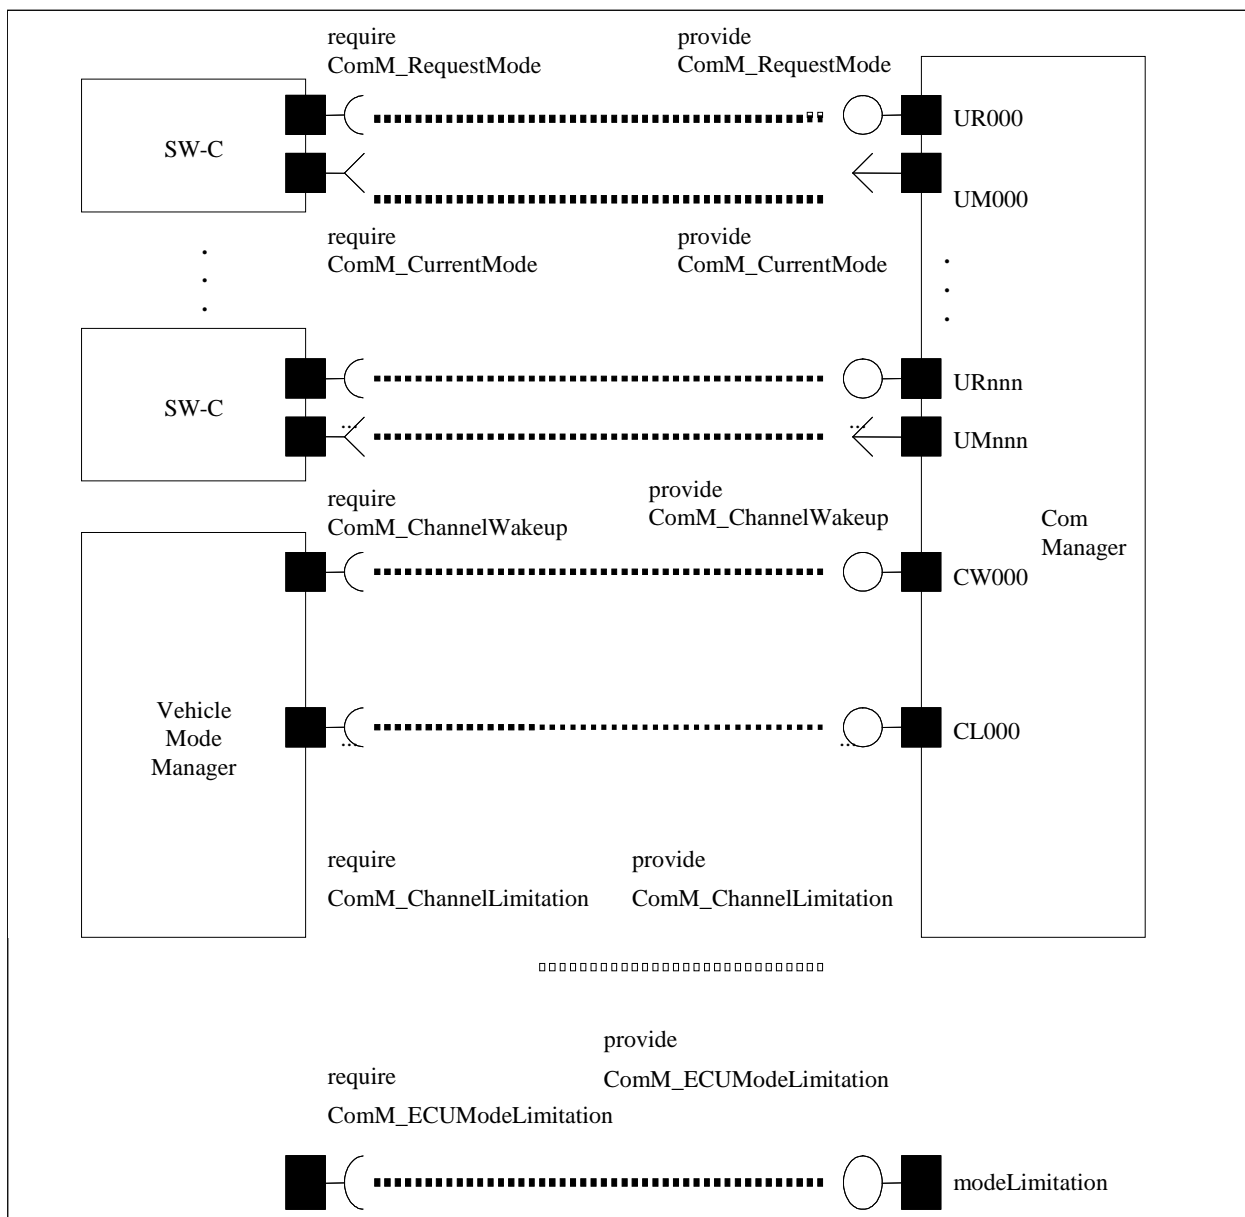 require
ComM_RequestMode
provide
ComM_RequestMode
SW-C
UR000
UM000
require
ComM_CurrentMode
provide
ComM_CurrentMode
.
.
.
.
.
.
SW-C
URnnn
...
...
UMnnn
require
ComM_ChannelWakeup
provide
ComM_ChannelWakeup
Com
Manager
CW000
Vehicle
Mode
Manager
...
...
CL000
require
ComM_ChannelLimitation
provide
ComM_ChannelLimitation
provide
ComM_ECUModeLimitation
require
ComM_ECUModeLimitation
modeLimitation